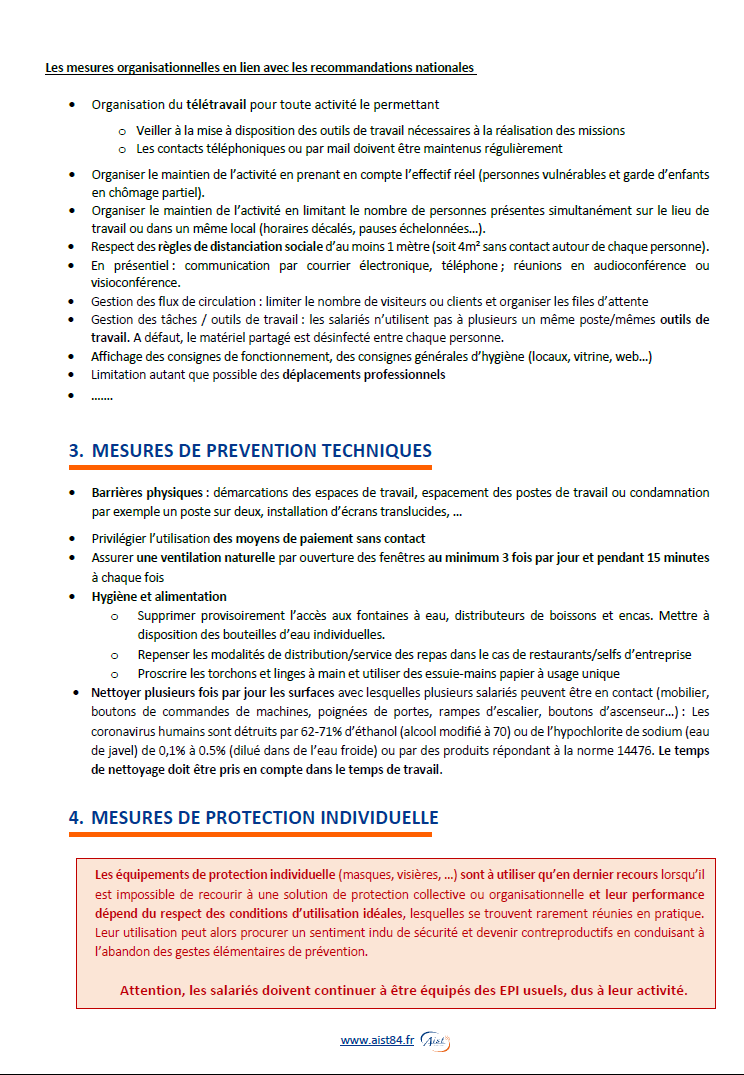 Les mesures organisationnelles en lien avec les recommandations nationales
• Organisation du télétravail pour toute activité le permettant
o Veiller à la mise à disposition des outils de travail nécessaires à la réalisation des missions
o Les contacts téléphoniques ou par mail doivent être maintenus régulièrement
• Organiser le maintien de l'activité en prenant en compte l'effectif réel (personnes vulnérables et garde d'enfants
en chômage partiel).
• Organiser le maintien de l'activité en limitant le nombre de personnes présentes simultanément sur le lieu de
travail ou dans un même local (horaires décalés, pauses échelonnées…).
• Respect des règles de distanciation sociale d'au moins 1 mètre (soit 4m² sans contact autour de chaque personne).
• En présentiel : communication par courrier électronique, téléphone ; réunions en audioconférence ou
visioconférence.
• Gestion des flux de circulation : limiter le nombre de visiteurs ou clients et organiser les files d'attente
• Gestion des tâches / outils de travail : les salariés n'utilisent pas à plusieurs un même poste/mêmes outils de
travail. A défaut, le matériel partagé est désinfecté entre chaque personne.
• Affichage des consignes de fonctionnement, des consignes générales d'hygiène (locaux, vitrine, web…)
• Limitation autant que possible des déplacements professionnels
• …….
3. MESURES DE PREVENTION TECHNIQUES
• Barrières physiques : démarcations des espaces de travail, espacement des postes de travail ou condamnation
par exemple un poste sur deux, installation d'écrans translucides, …
• Privilégier l'utilisation des moyens de paiement sans contact
• Assurer une ventilation naturelle par ouverture des fenêtres au minimum 3 fois par jour et pendant 15 minutes
à chaque fois
• Hygiène et alimentation
o Supprimer provisoirement l'accès aux fontaines à eau, distributeurs de boissons et encas. Mettre à
disposition des bouteilles d'eau individuelles.
o Repenser les modalités de distribution/service des repas dans le cas de restaurants/selfs d'entreprise
o Proscrire les torchons et linges à main et utiliser des essuie-mains papier à usage unique
• Nettoyer plusieurs fois par jour les surfaces avec lesquelles plusieurs salariés peuvent être en contact (mobilier,
boutons de commandes de machines, poignées de portes, rampes d'escalier, boutons d'ascenseur…) : Les
coronavirus humains sont détruits par 62-71% d'éthanol (alcool modifié à 70) ou de l'hypochlorite de sodium (eau
de javel) de 0,1% à 0.5% (dilué dans de l'eau froide) ou par des produits répondant à la norme 14476. Le temps
de nettoyage doit être pris en compte dans le temps de travail.
4. MESURES DE PROTECTION INDIVIDUELLE
Les équipements de protection individuelle (masques, visières, …) sont à utiliser qu'en dernier recours lorsqu'il
est impossible de recourir à une solution de protection collective ou organisationnelle et leur performance
dépend du respect des conditions d'utilisation idéales, lesquelles se trouvent rarement réunies en pratique.
Leur utilisation peut alors procurer un sentiment indu de sécurité et devenir contreproductifs en conduisant à
l'abandon des gestes élémentaires de prévention.
Attention, les salariés doivent continuer à être équipés des EPI usuels, dus à leur activité.
www.aist84.fr Aist